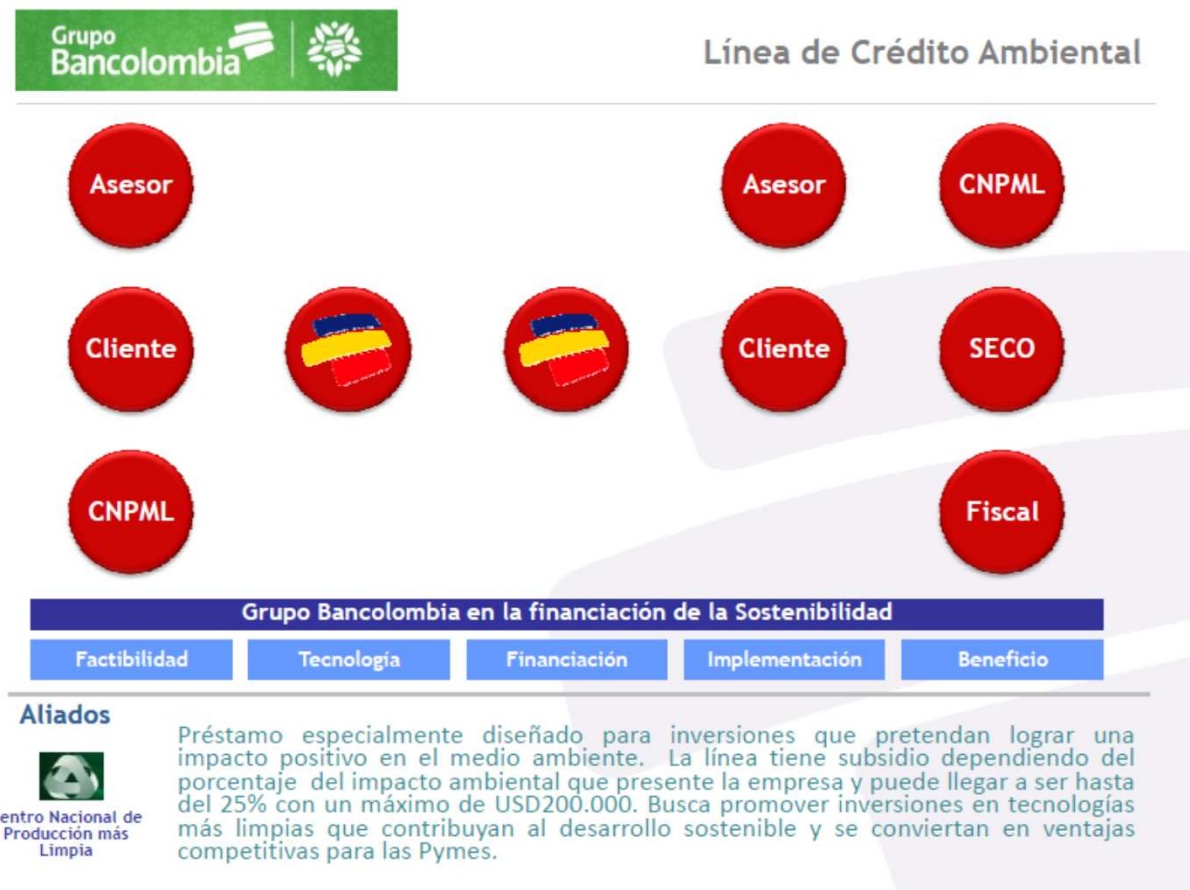 Grupo
Bancolombia
Línea de Crédito Ambiental
Asesor
Asesor
CNPML
Cliente
Cliente
SECO
CNPML
Fiscal
Grupo Bancolombia en la financiación de la Sostenibilidad
Factibilidad
Tecnología
Financiación
Implementación
Beneficio
Aliados
entro Nacional de
Producción más
Limpia
Préstamo especialmente diseñado para inversiones que pretendan lograr una
impacto positivo en el medio ambiente. La línea tiene subsidio dependiendo del
porcentaje del impacto ambiental que presente la empresa y puede llegar a ser hasta
del 25% con un máximo de USD200.000. Busca promover inversiones en tecnologías
más limpias que contribuyan al desarrollo sostenible y se conviertan en ventajas
competitivas para las Pymes.